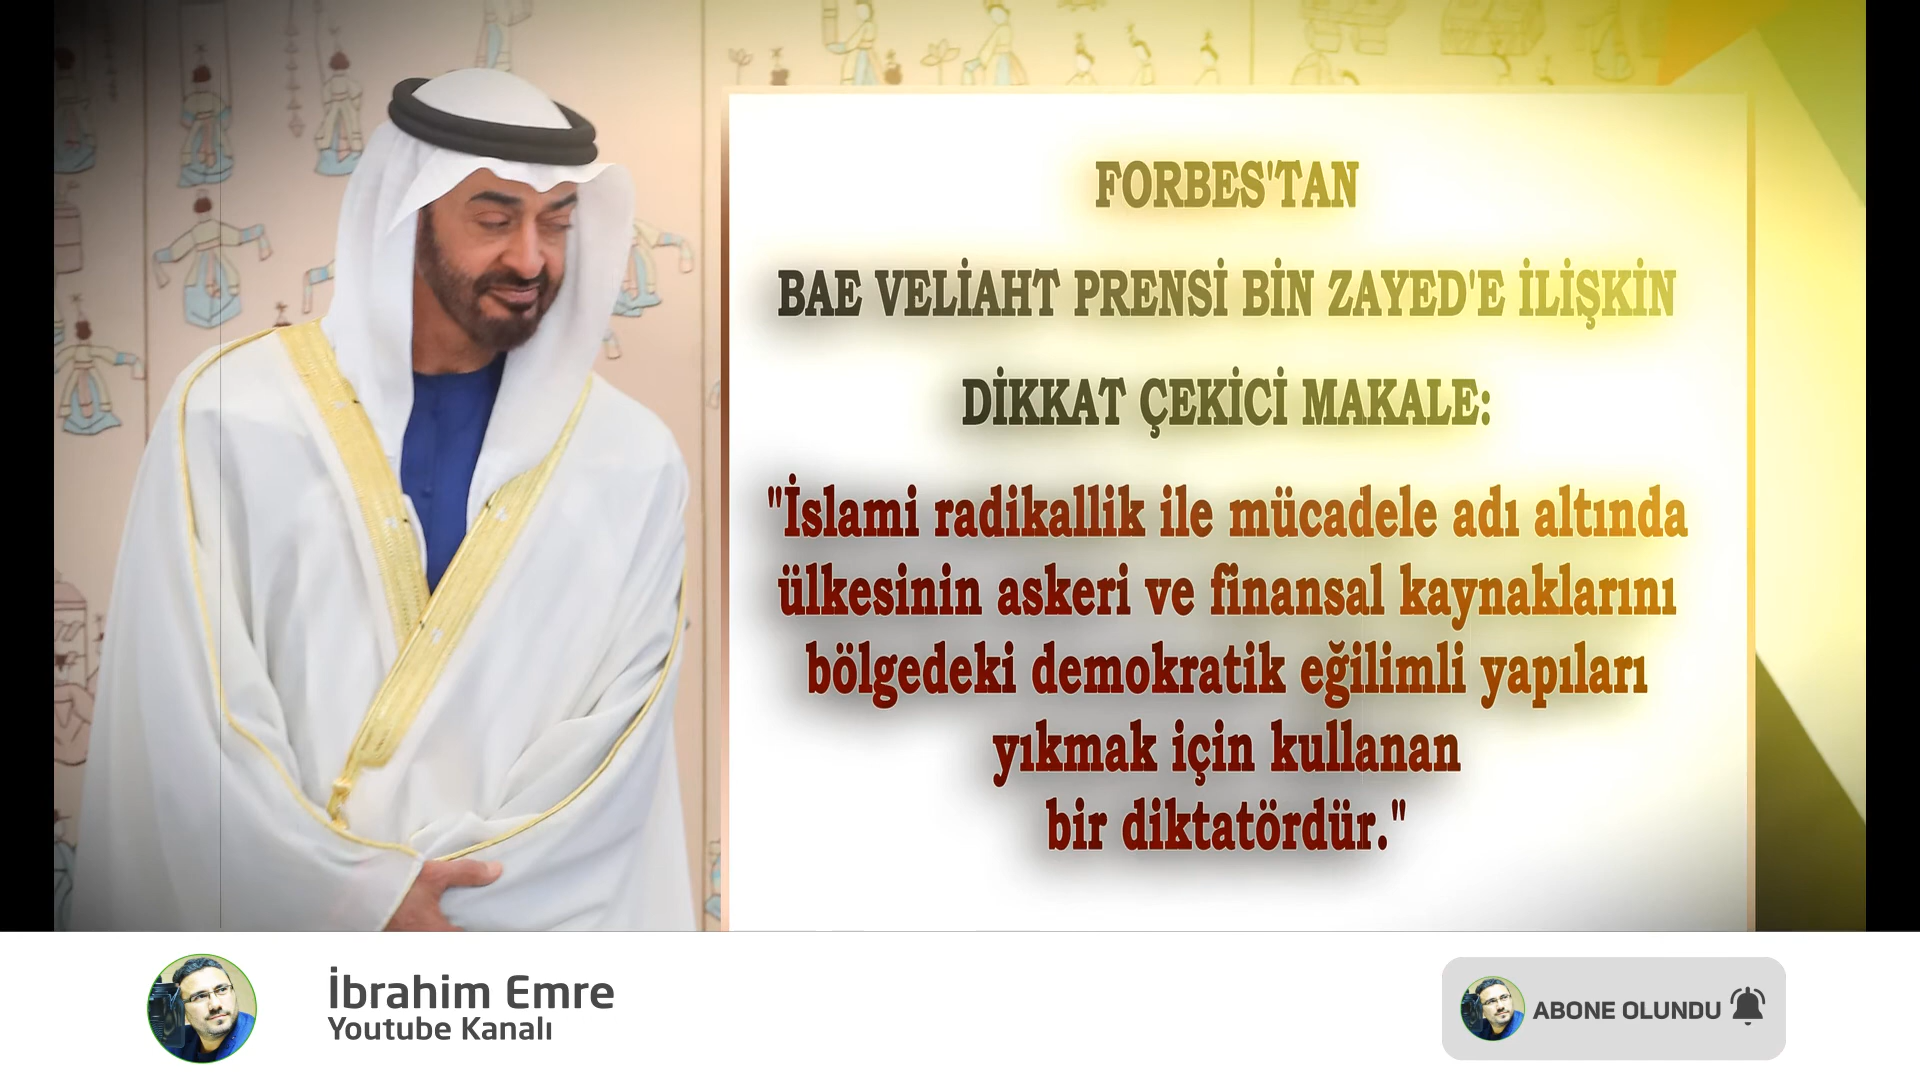 FORBES'TAN
BAE VELİAHT PRENSİ BİN ZAYED'E İLİŞKİN
DİKKAT ÇEKİCİ MAKALE:
"İslami radikallik ile mücadele adı altında
ülkesinin askeri ve finansal kaynaklarını
bölgedeki demokratik eğilimli yapıları
yıkmak için kullanan
bir diktatördür."
İbrahim Emre
Youtube Kanalı
ABONE OLUNDU